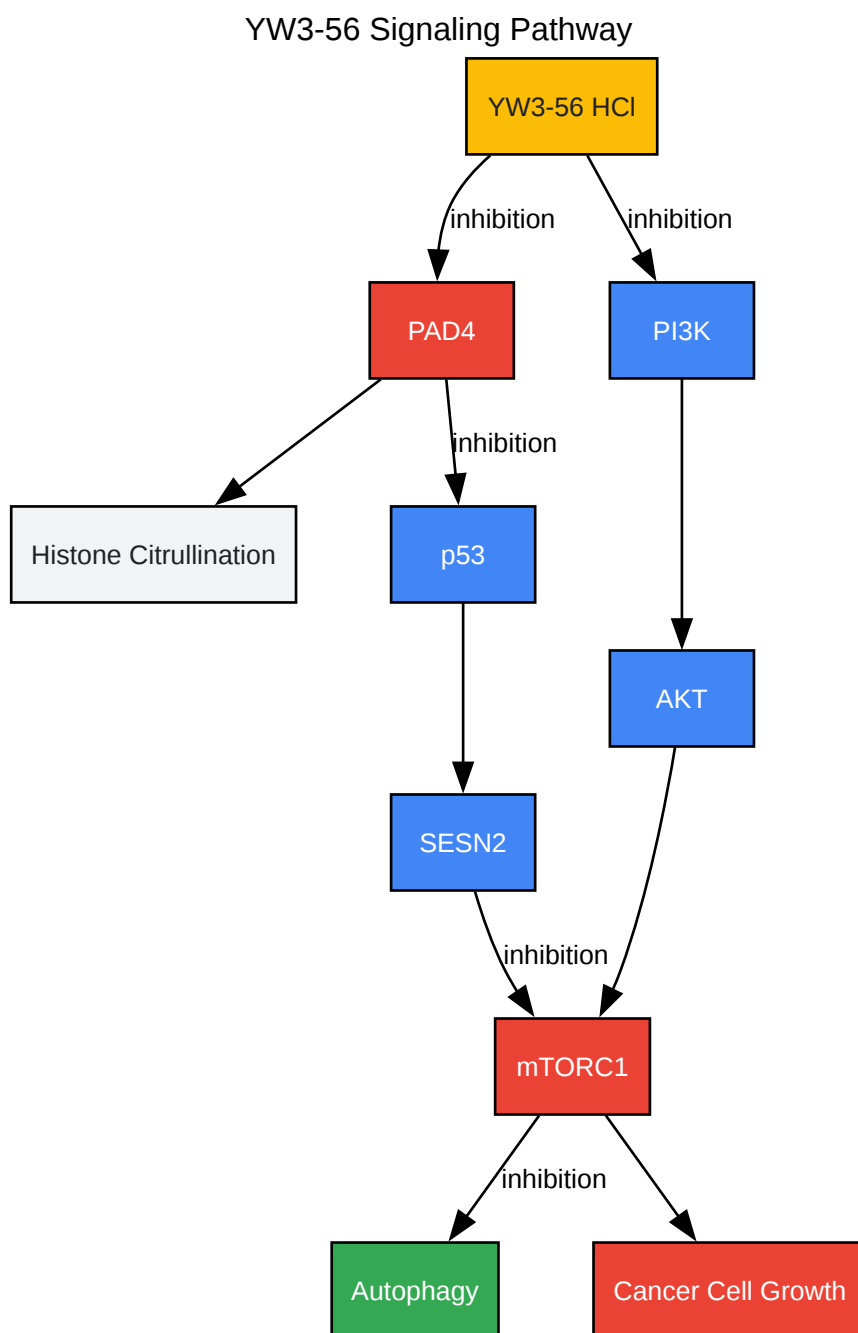 YW3-56 Signaling Pathway
YW3-56 HCl
inhibition
inhibition
PAD4
PI3K
inhibition
Histone Citrullination
p53
AKT
SESN2
inhibition
mTORC1
inhibition
Autophagy
Cancer Cell Growth